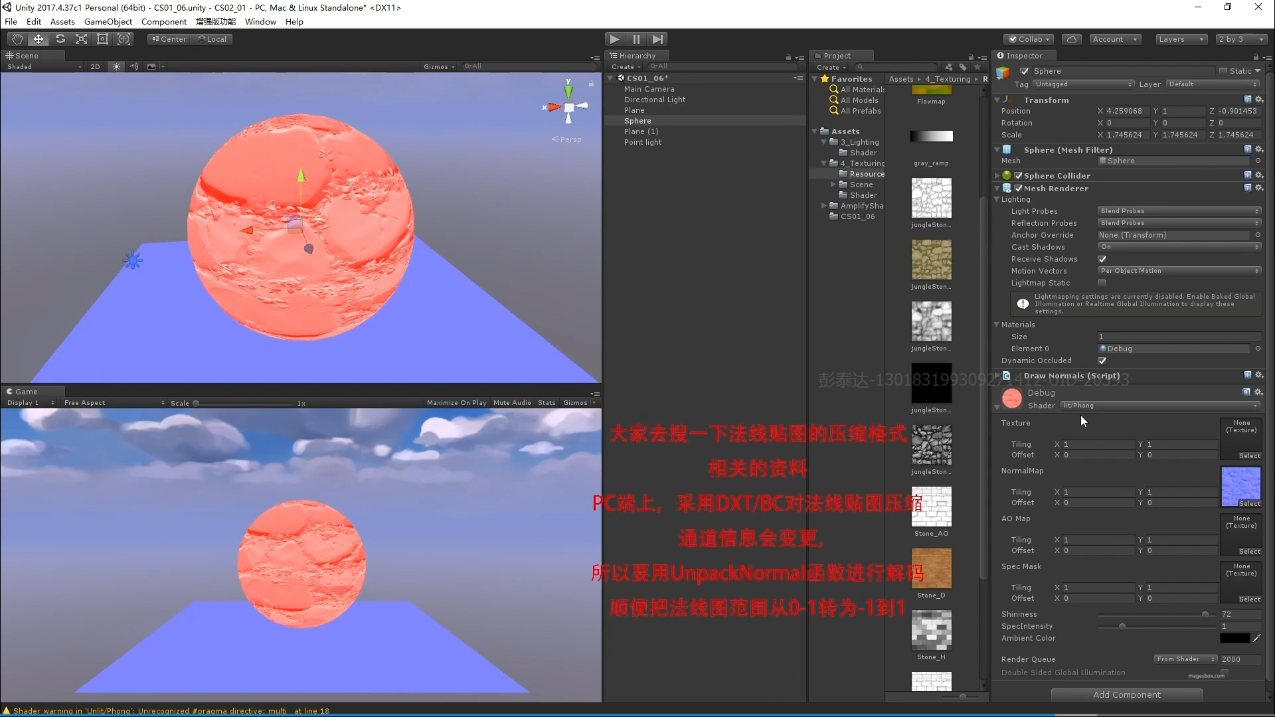 Unity 2017.4.37c1 Personal (64bit) - CS01_06.unity - CS02_01 - PC, Mac & Linux Standalone* <DX11>
File Edit Assets GameObject Component 增强版功能 Window Help
Center Local
Collab Account Layers 2 by 3
Scene
Shaded 2D Gizmos All
Persp
Game
Display 1 Free Aspect Scale 1x Maximize On Play Mute Audio Stats Gizmos
Hierarchy
Create All
CS01_06*
Main Camera
Directional Light
Plane
Sphere
Plane (1)
Point light
Project
Create
Favorites
All Materials
All Models
All Prefabs
Assets
3_Lighting
Shader
4_Texturing
Resource
Scene
Shader
AmplifySha
CS01_06
Assets 4_Texturing R
Flowmap
gray_ramp
jungleSton...
jungleSton...
jungleSton...
jungleSton...
jungleSton...
Stone_AO
Stone_D
Stone_H
Inspector
Sphere Static
Tag Untagged Layer Default
Transform
Position X 4.259068 Y 1 Z -0.901453
Rotation X 0 Y 0 Z 0
Scale X 1.745624 Y 1.745624 Z 1.745624
Sphere (Mesh Filter)
Mesh Sphere
Sphere Collider
Mesh Renderer
Lighting
Light Probes Blend Probes
Reflection Probes Blend Probes
Anchor Override None (Transform)
Cast Shadows On
Receive Shadows
Motion Vectors Per Object Motion
Lightmap Static
Lightmapping settings are currently disabled. Enable Baked Global
Illumination or Realtime Global Illumination to display these
settings.
Materials
Size 1
Element 0 Debug
Dynamic Occluded
Draw Normals (Script)
Debug
Shader lit/Phong
Texture None
(Texture)
Tiling X 1 Y 1
Offset X 0 Y 0 Select
NormalMap
Tiling X 1 Y 1
Offset X 0 Y 0 Select
AO Map None
(Texture)
Tiling X 1 Y 1
Offset X 0 Y 0 Select
Spec Mask None
(Texture)
Tiling X 1 Y 1
Offset X 0 Y 0 Select
Shininess 72
SpecIntensity 1
Ambient Color
Render Queue From Shader 2000
Double Sided Global Illumination
Add Component
大家去搜一下法线贴图的压缩格式
相关的资料
PC端上，采用DXT/BC对法线贴图压缩
通道信息会变更,
所以要用UnpackNormal函数进行解码
顺便把法线图范围从0-1转为-1到1
Shader warning in 'Unlit/Phong': Unrecognized #pragma directive: multi_ at line 18